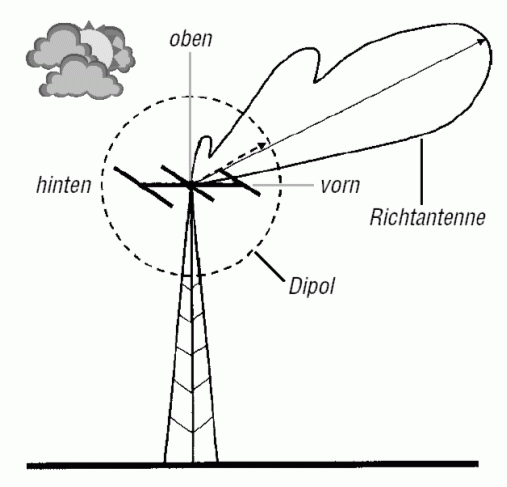 oben
hinten
vorn
Richtantenne
Dipol